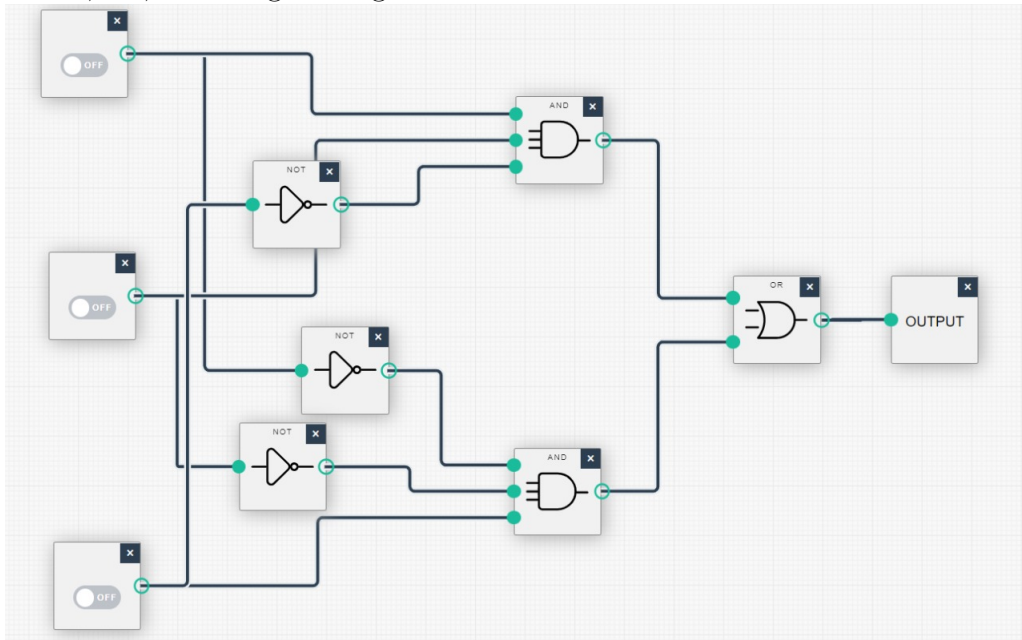 ×
OFF
AND ×
NOT ×
×
OFF
OR ×
×
OUTPUT
NOT ×
NOT ×
AND ×
×
OFF